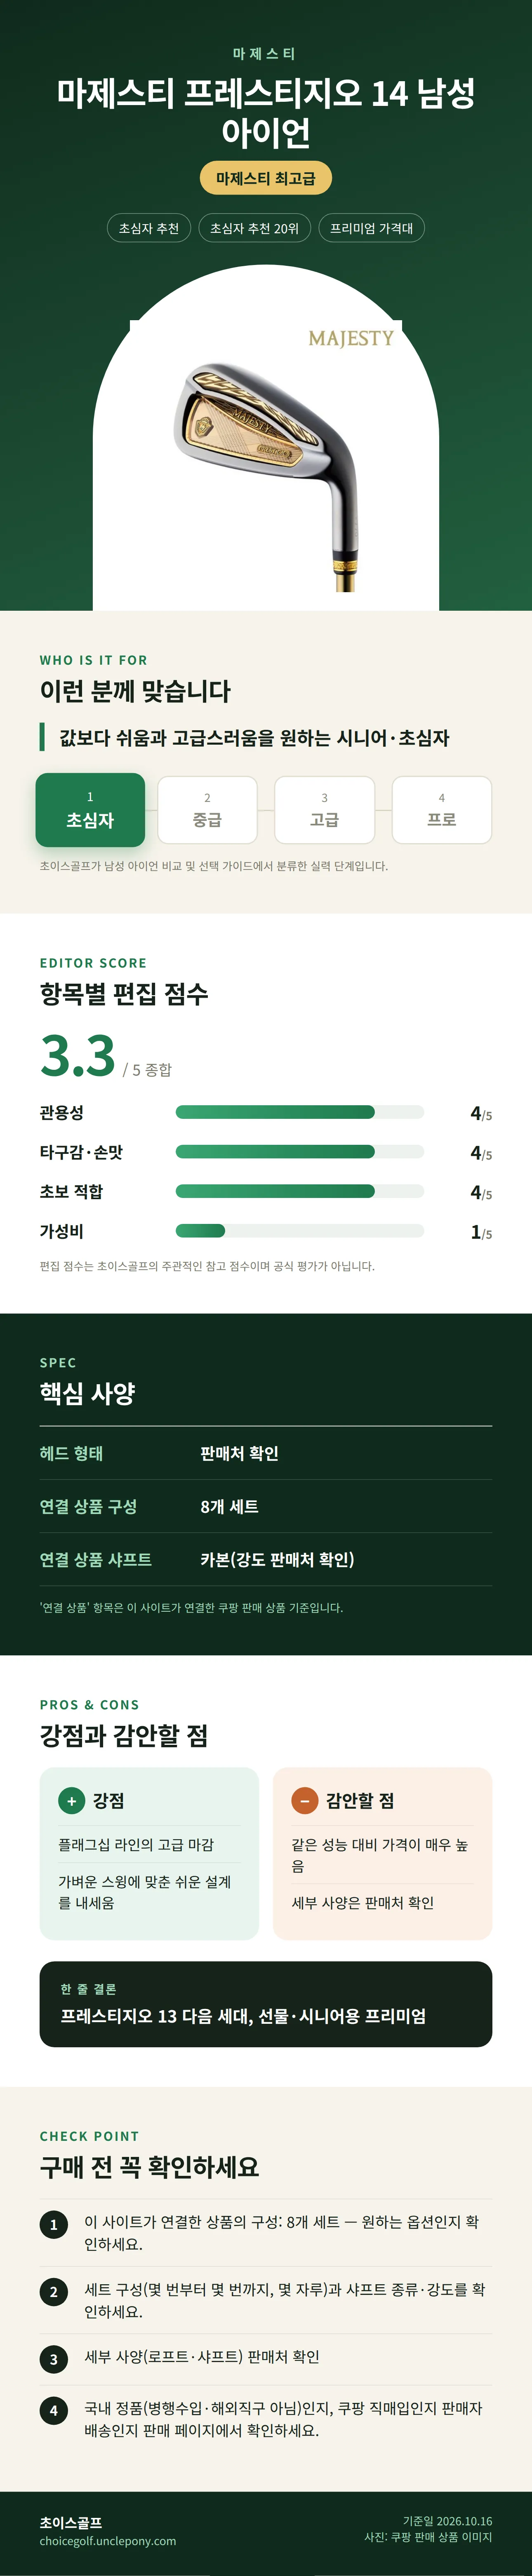 마제스티
마제스티 프레스티지오 14 남성
아이언
마제스티 최고급
초심자 추천
초심자 추천 20위
프리미엄 가격대
MAJESTY
MAJESTY
WHO IS IT FOR
이런 분께 맞습니다
값보다 쉬움과 고급스러움을 원하는 시니어·초심자
1
초심자
2
중급
3
고급
4
프로
초이스골프가 남성 아이언 비교 및 선택 가이드에서 분류한 실력 단계입니다.
EDITOR SCORE
항목별 편집 점수
3.3 / 5 종합
관용성 4/5
타구감·손맛 4/5
초보 적합 4/5
가성비 1/5
편집 점수는 초이스골프의 주관적인 참고 점수이며 공식 평가가 아닙니다.
SPEC
핵심 사양
헤드 형태 판매처 확인
연결 상품 구성 8개 세트
연결 상품 샤프트 카본(강도 판매처 확인)
'연결 상품' 항목은 이 사이트가 연결한 쿠팡 판매 상품 기준입니다.
PROS & CONS
강점과 감안할 점
+ 강점
플래그십 라인의 고급 마감
가벼운 스윙에 맞춘 쉬운 설계
를 내세움
− 감안할 점
같은 성능 대비 가격이 매우 높
음
세부 사양은 판매처 확인
한 줄 결론
프레스티지오 13 다음 세대, 선물·시니어용 프리미엄
CHECK POINT
구매 전 꼭 확인하세요
1 이 사이트가 연결한 상품의 구성: 8개 세트 — 원하는 옵션인지 확
인하세요.
2 세트 구성(몇 번부터 몇 번까지, 몇 자루)과 샤프트 종류·강도를 확
인하세요.
3 세부 사양(로프트·샤프트) 판매처 확인
4 국내 정품(병행수입·해외직구 아님)인지, 쿠팡 직매입인지 판매자
배송인지 판매 페이지에서 확인하세요.
초이스골프
choicegolf.unclepony.com
기준일 2026.10.16
사진: 쿠팡 판매 상품 이미지